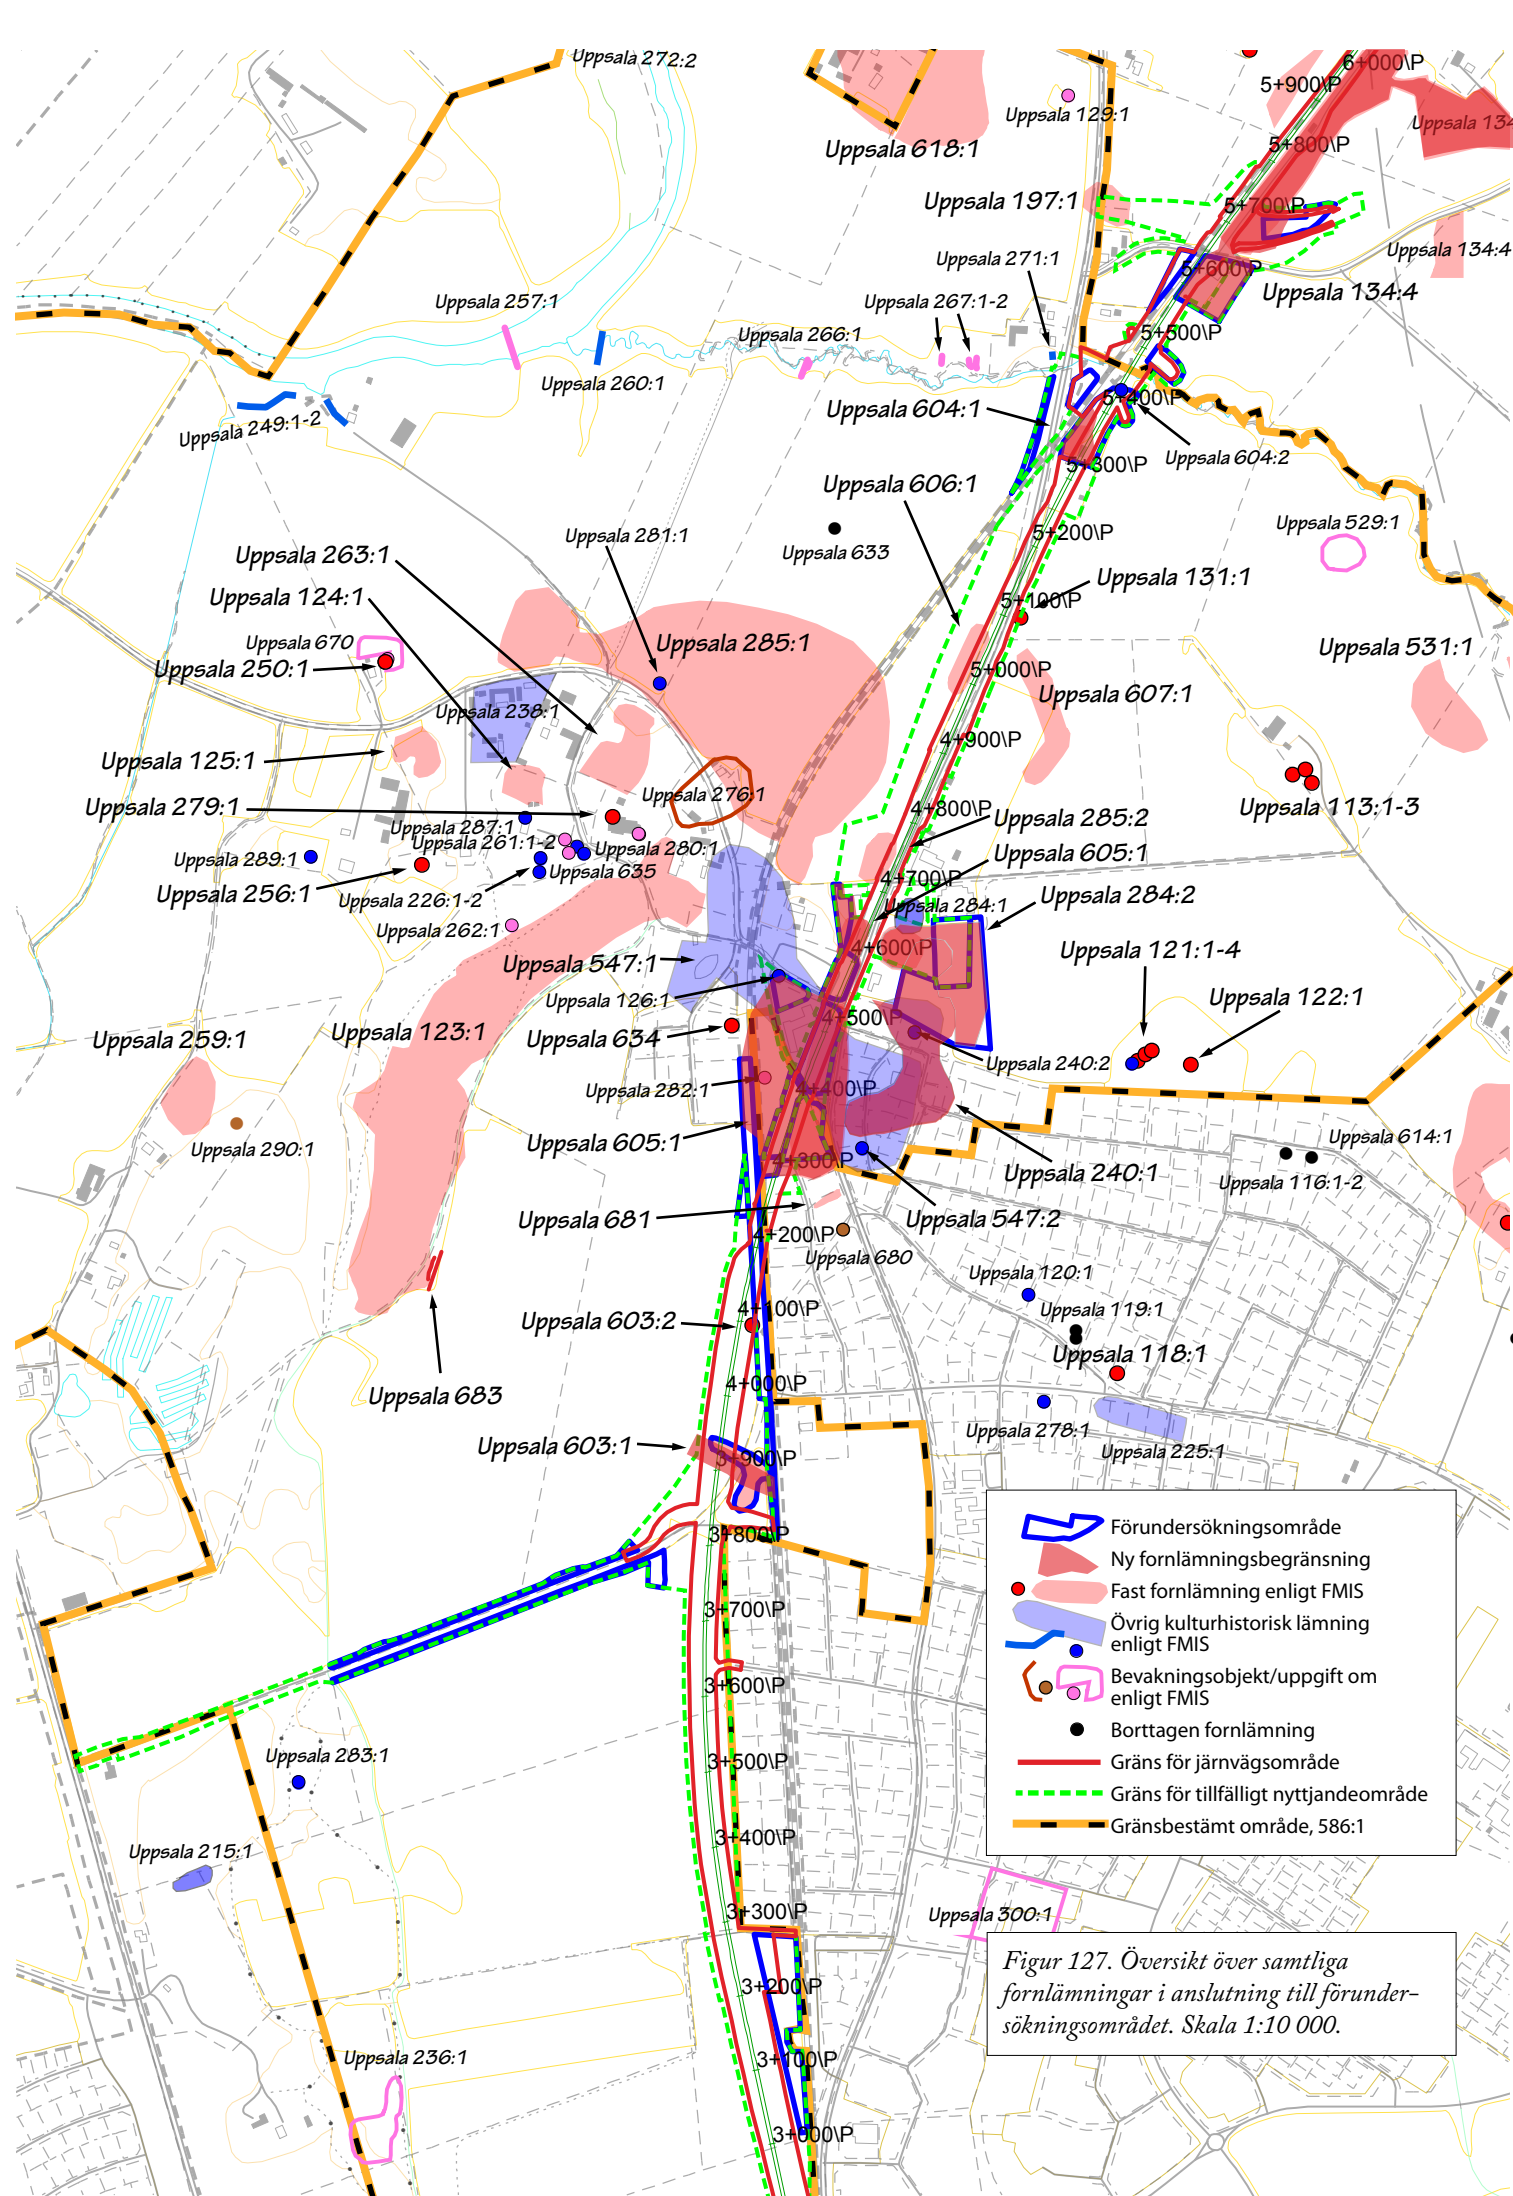 Uppsala 272:2
6+000\P
5+900\P
Uppsala 129:1
Uppsala 134
Uppsala 618:1
5+800\P
Uppsala 197:1
5+700\P
Uppsala 271:1
Uppsala 134:4
5+600\P
Uppsala 134:4
Uppsala 257:1
Uppsala 267:1-2
Uppsala 266:1
5+500\P
Uppsala 260:1
5+400\P
Uppsala 604:1
Uppsala 249:1-2
Uppsala 604:2
5+300\P
Uppsala 606:1
Uppsala 529:1
Uppsala 281:1
5+200\P
Uppsala 633
Uppsala 263:1
Uppsala 131:1
Uppsala 124:1
5+100\P
Uppsala 670
Uppsala 285:1
Uppsala 531:1
Uppsala 250:1
5+000\P
Uppsala 607:1
Uppsala 238:1
4+900\P
Uppsala 125:1
Uppsala 276:1
Uppsala 279:1
4+800\P
Uppsala 113:1-3
Uppsala 285:2
Uppsala 287:1
Uppsala 261:1-2
Uppsala 280:1
Uppsala 605:1
Uppsala 289:1
Uppsala 635
4+700\P
Uppsala 256:1
Uppsala 226:1-2
Uppsala 284:1
Uppsala 284:2
Uppsala 262:1
4+600\P
Uppsala 121:1-4
Uppsala 547:1
Uppsala 126:1
Uppsala 122:1
4+500\P
Uppsala 259:1
Uppsala 123:1
Uppsala 634
Uppsala 240:2
Uppsala 282:1
4+400\P
Uppsala 605:1
Uppsala 614:1
Uppsala 290:1
4+300\P
Uppsala 240:1
Uppsala 116:1-2
Uppsala 681
Uppsala 547:2
4+200\P
Uppsala 680
Uppsala 120:1
4+100\P
Uppsala 119:1
Uppsala 603:2
Uppsala 118:1
4+000\P
Uppsala 683
Uppsala 278:1
Uppsala 603:1
Uppsala 225:1
3+900\P
3+800\P
3+700\P
3+600\P
Uppsala 283:1
3+500\P
3+400\P
Uppsala 215:1
3+300\P
Uppsala 300:1
3+200\P
Uppsala 236:1
3+100\P
3+000\P
Förundersökningsområde
Ny fornlämningsbegränsning
Fast fornlämning enligt FMIS
Övrig kulturhistorisk lämning
enligt FMIS
Bevakningsobjekt/uppgift om
enligt FMIS
Borttagen fornlämning
Gräns för järnvägsområde
Gräns för tillfälligt nyttjandeområde
Gränsbestämt område, 586:1
Figur 127. Översikt över samtliga
fornlämningar i anslutning till förunder-
sökningsområdet. Skala 1:10 000.